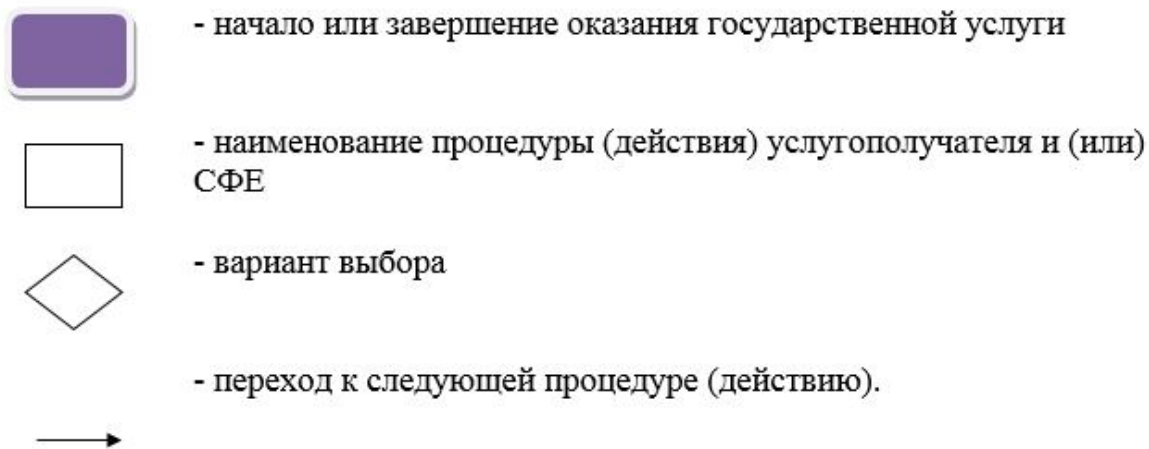 - начало или завершение оказания государственной услуги
- наименование процедуры (действия) услугополучателя и (или)
СФЕ
- вариант выбора
- переход к следующей процедуре (действию).